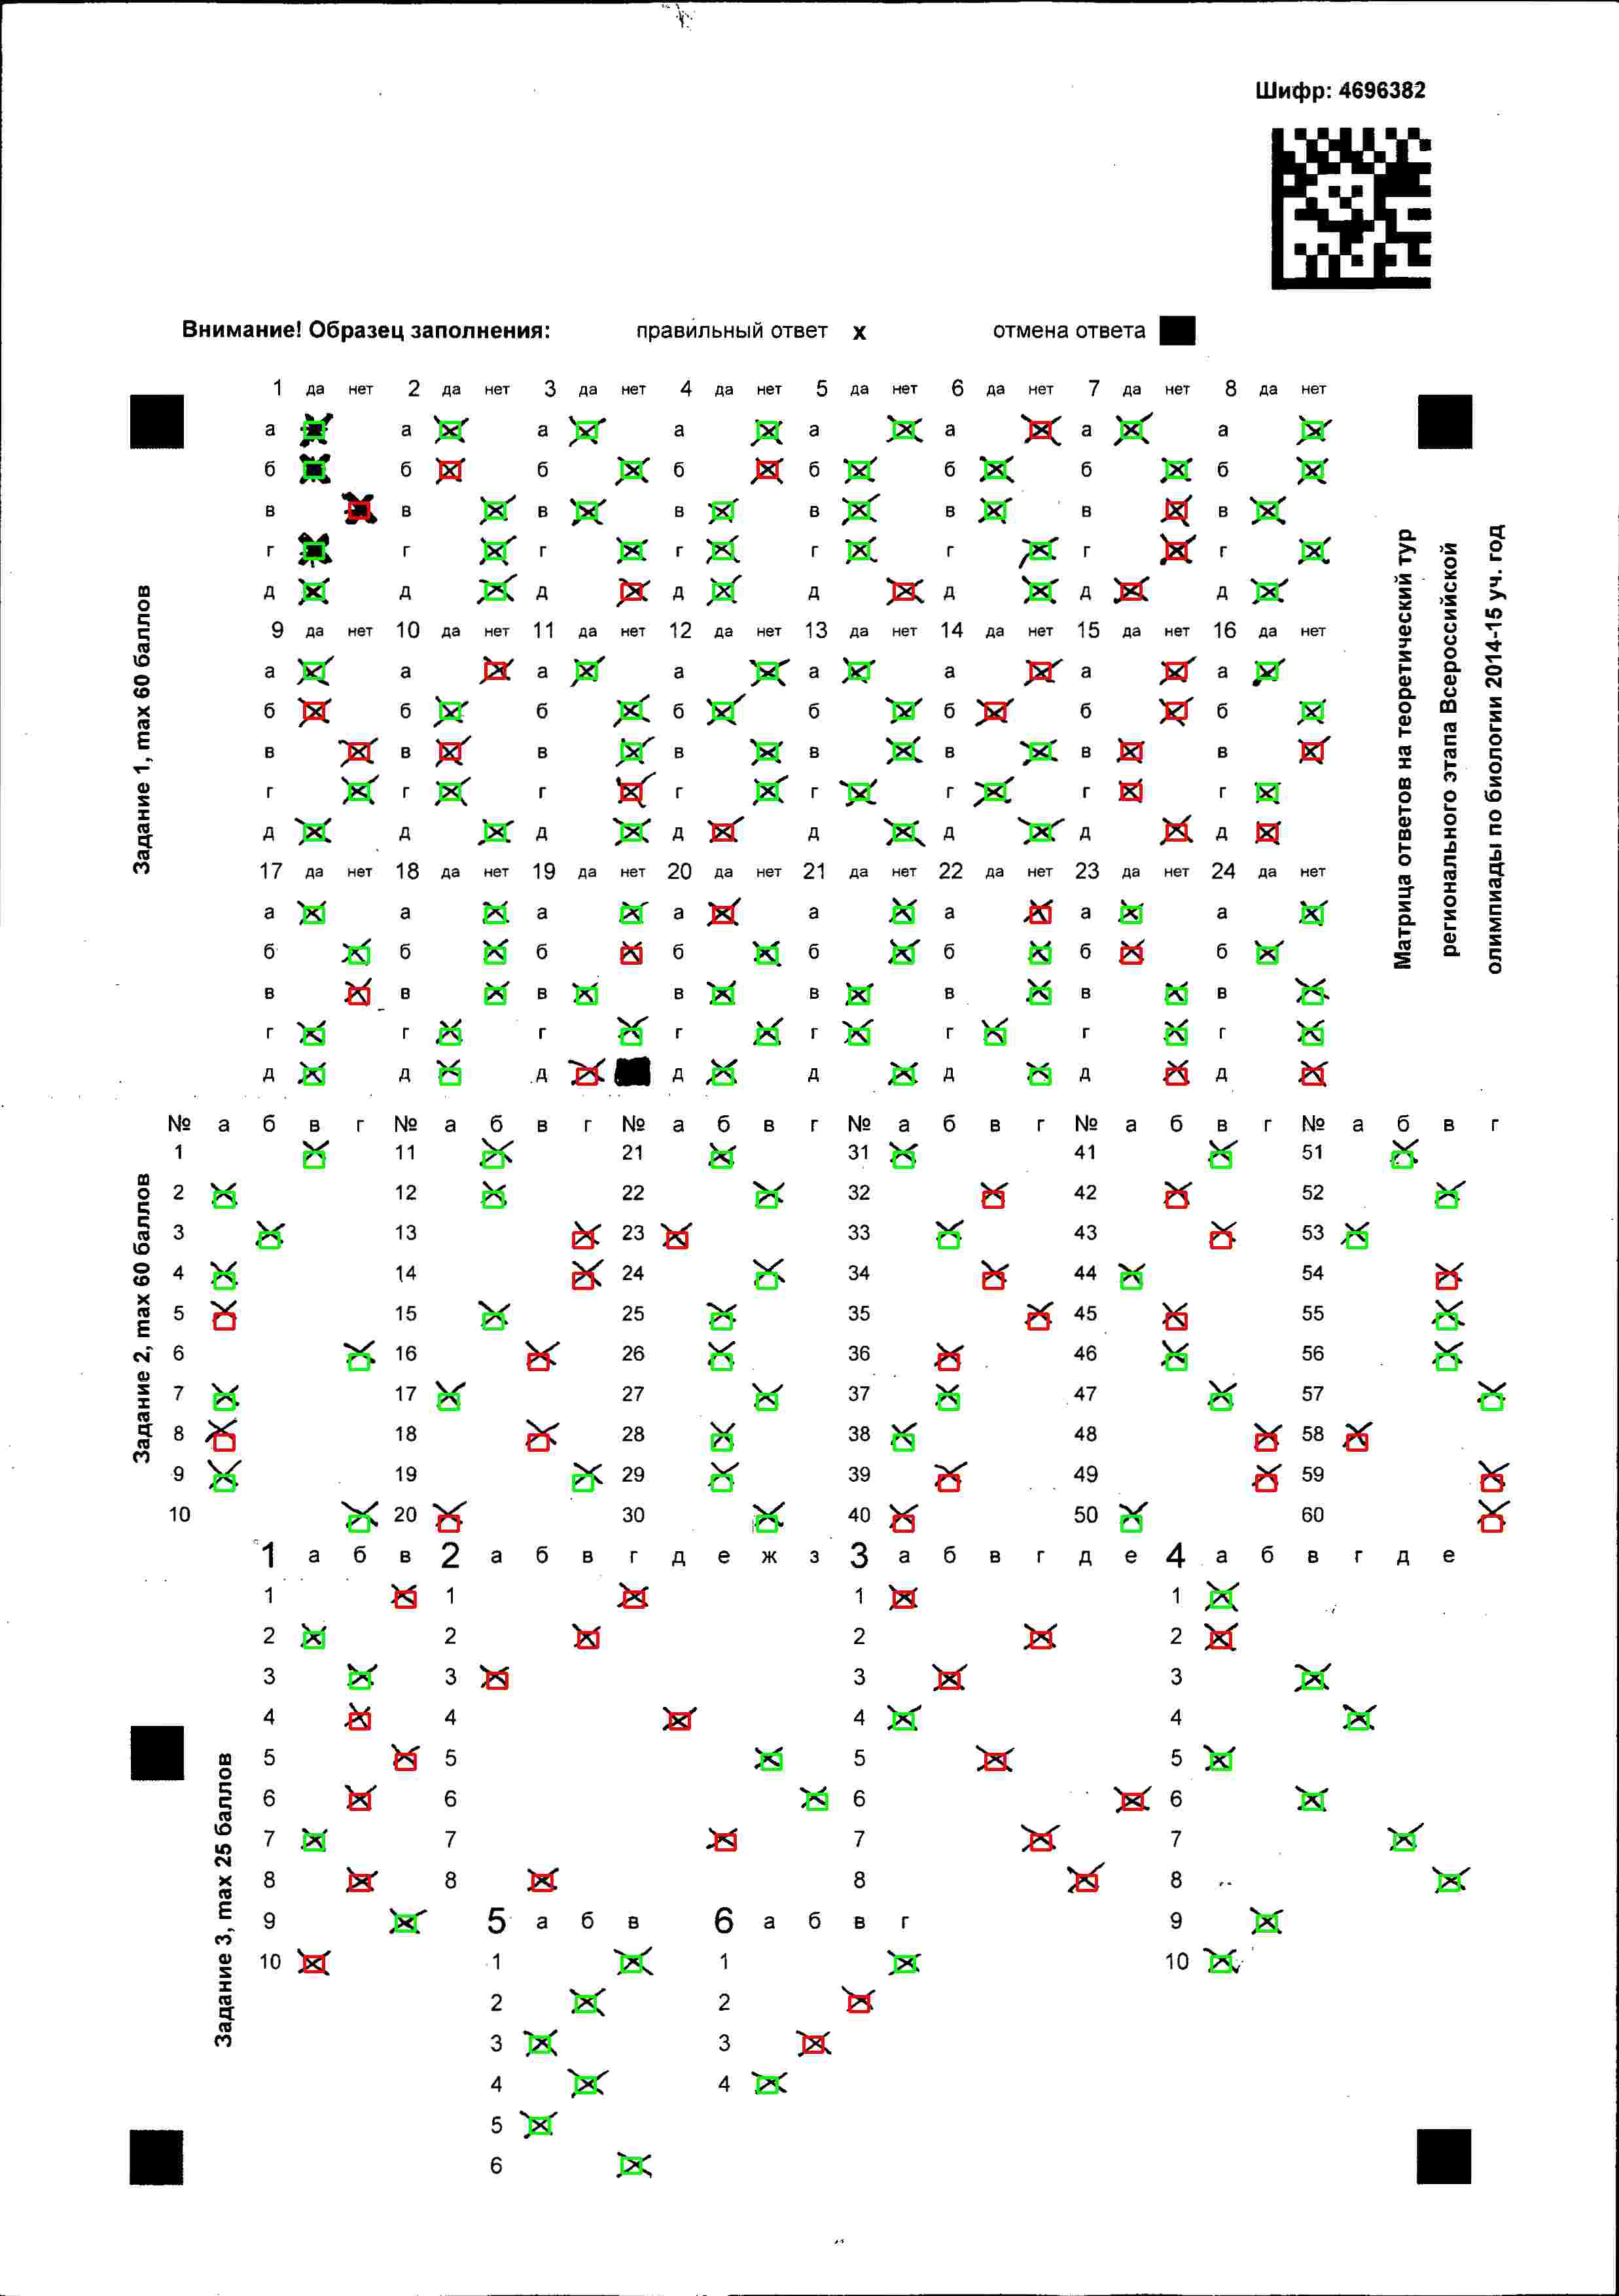 Шифр: 4696382
Внимание! Образец заполнения: правильный ответ х отмена ответа
1 да нет 2 да нет 3 да нет 4 да нет 5 да нет 6 да нет 7 да нет 8 да нет
а а а а а а а а
б б б б б б б б
в в в в в в в в
г г г г г г г г
д д д д д д д д
9 да нет 10 да нет 11 да нет 12 да нет 13 да нет 14 да нет 15 да нет 16 да нет
а а а а а а а а
б б б б б б б б
в в в в в в в в
г г г г г г г г
д д д д д д д д
17 да нет 18 да нет 19 да нет 20 да нет 21 да нет 22 да нет 23 да нет 24 да нет
а а а а а а а а
б б б б б б б б
в в в в в в в в
г г г г г г г г
д д д д д д д д
Задание 1, max 60 баллов
Матрица ответов на теоретический тур
регионального этапа Всероссийской
олимпиады по биологии 2014-15 уч. год
№ а б в г № а б в г № а б в г № а б в г № а б в г № а б в г
1 11 21 31 41 51
2 12 22 32 42 52
3 13 23 33 43 53
4 14 24 34 44 54
5 15 25 35 45 55
6 16 26 36 46 56
7 17 27 37 47 57
8 18 28 38 48 58
9 19 29 39 49 59
10 20 30 40 50 60
Задание 2, max 60 баллов
1 а б в 2 а б в г д е ж з 3 а б в г д е 4 а б в г д е
1 1 1 1
2 2 2 2
3 3 3 3
4 4 4 4
5 5 5 5
6 6 6 6
7 7 7 7
8 8 8 8
9 5 а б в 6 а б в г 9
10 1 1 10
2 2
3 3
4 4
5
6
Задание 3, max 25 баллов